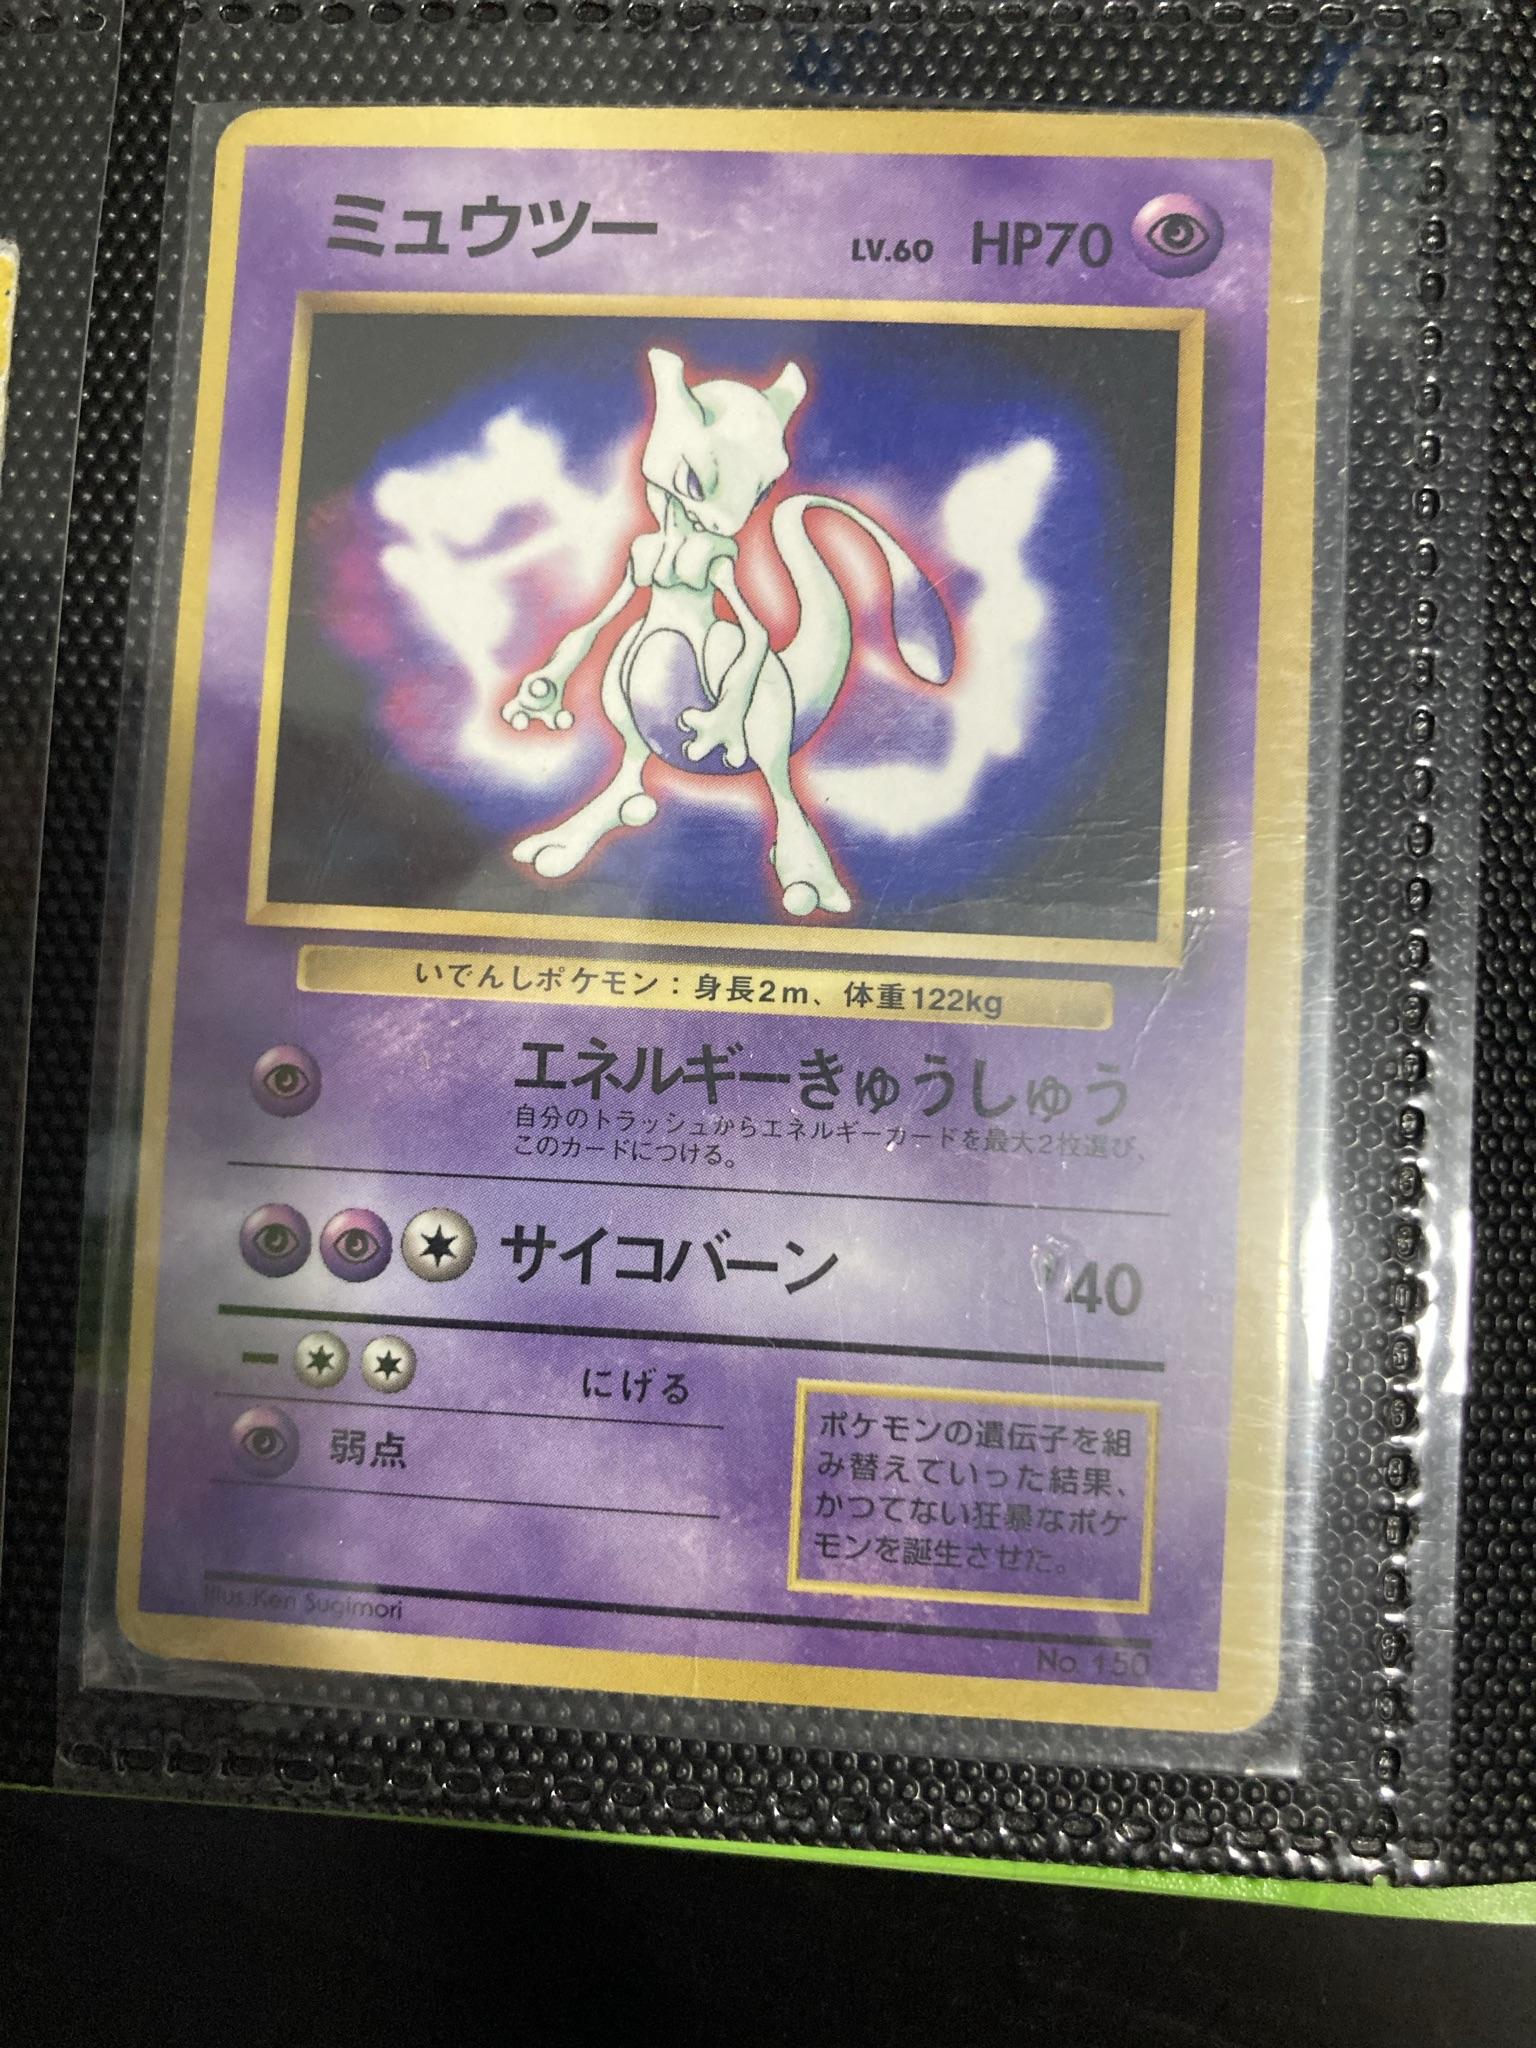 ミュウツー LV.60 HP70
いでんしポケモン：身長2m、体重122kg
エネルギーきゅうしゅう
自分のトラッシュからエネルギーカードを最大2枚選び、
このカードにつける。
サイコバーン 40
にげる
弱点
ポケモンの遺伝子を組
み替えていった結果、
かつてない狂暴なポケ
モンを誕生させた。
Illus.Ken Sugimori
No.150